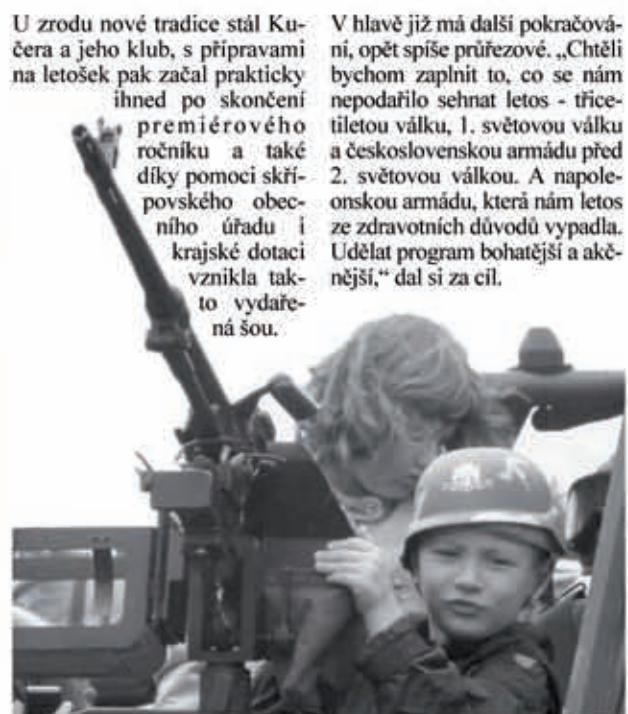 U zrodu nové tradice stál Ku-
čera a jeho klub, s přípravami
na letošek pak začal prakticky
ihned po skončení
premiérového
ročníku a také
díky pomoci skří-
povského obec-
ního úřadu i
krajské dotaci
vznikla tak-
to vydaře-
ná šou.
V hlavě již má další pokračová-
ní, opět spíše průřezové. „Chtěli
bychom zaplnit to, co se nám
nepodařilo sehnat letos - třice-
tiletou válku, 1. světovou válku
a československou armádu před
2. světovou válkou. A napole-
onskou armádu, která nám letos
ze zdravotních důvodů vypadla.
Udělat program bohatější a akč-
nější,“ dal si za cíl.